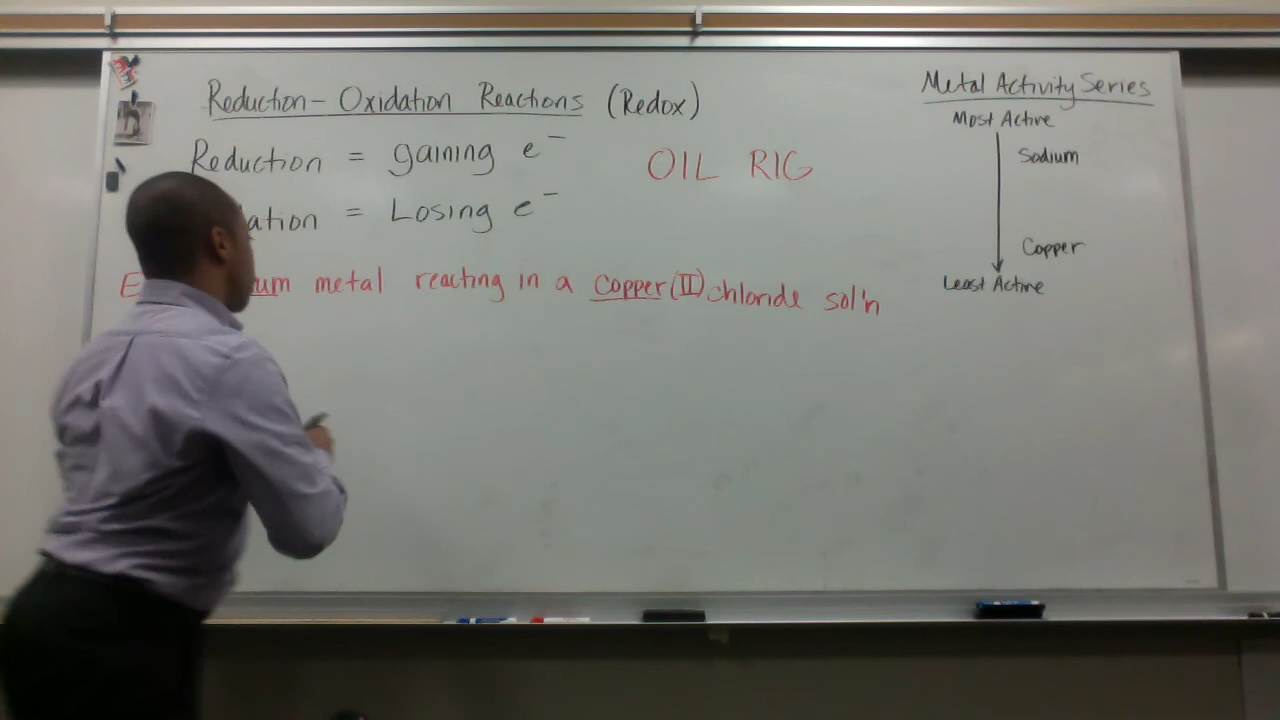 Reduction - Oxidation Reactions (Redox)
Reduction = gaining e⁻
ation = Losing e⁻
OIL RIG
E um metal reacting in a copper(II) chloride sol'n
Metal Activity Series
Most Active
Sodium
Copper
Least Active